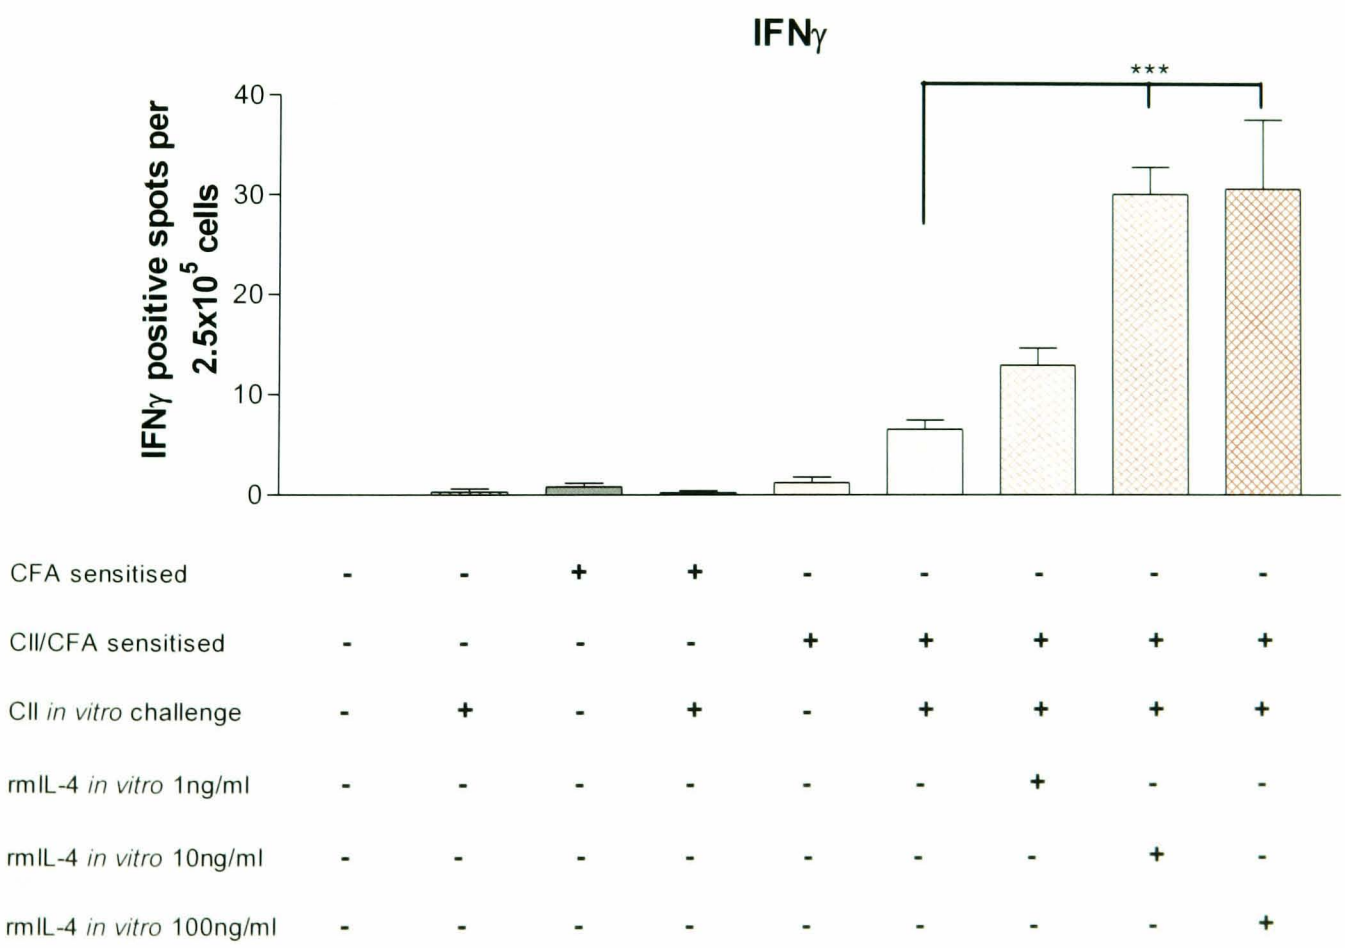 IFNγ
***
IFNγ positive spots per
2.5x10⁵ cells
40
30
20
10
0
CFA sensitised - - + + - - - - -
CII/CFA sensitised - - - - + + + + +
CII in vitro challenge - + - + - + + + +
rmIL-4 in vitro 1ng/ml - - - - - - + - -
rmIL-4 in vitro 10ng/ml - - - - - - - + -
rmIL-4 in vitro 100ng/ml - - - - - - - - +